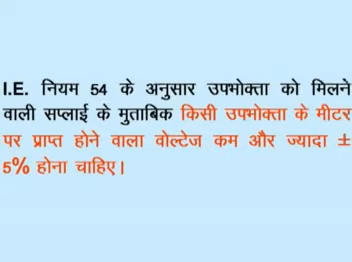 I.E. नियम 54 के अनुसार उपभोक्ता को मिलने
वाली सप्लाई के मुताबिक किसी उपभोक्ता के मीटर
पर प्राप्त होने वाला वोल्टेज कम और ज्यादा ±
5% होना चाहिए।